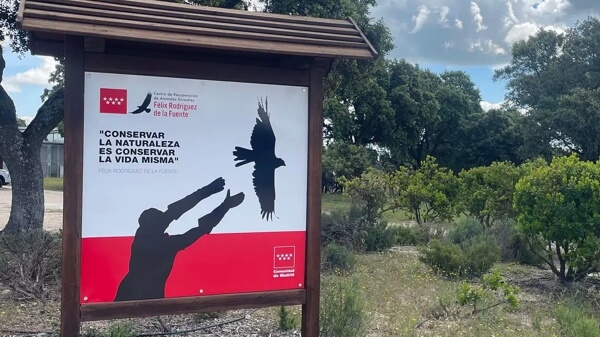 Centro de Recuperación
de Animales Silvestres
Félix Rodríguez
de la Fuente
"CONSERVAR
LA NATURALEZA
ES CONSERVAR
LA VIDA MISMA"
FÉLIX RODRÍGUEZ DE LA FUENTE
Comunidad
de Madrid